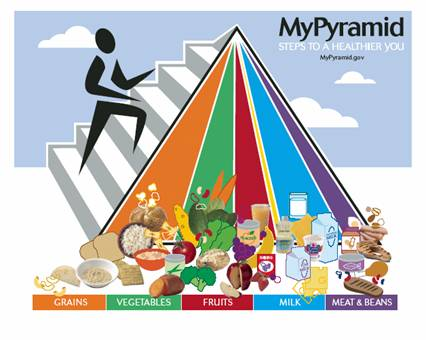 MyPyramid
STEPS TO A HEALTHIER YOU
MyPyramid.gov
GRAINS
VEGETABLES
FRUITS
MILK
MEAT & BEANS